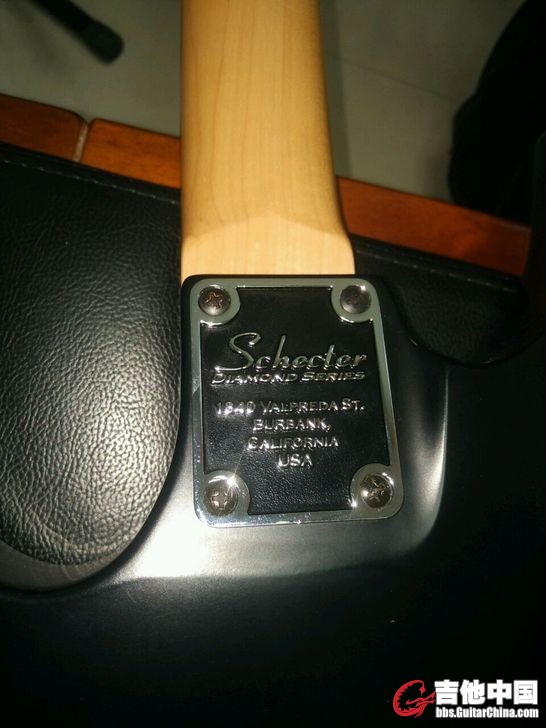 Schecter
DIAMOND SERIES
1840 VALPREDA ST.
BURBANK,
CALIFORNIA
USA
吉他中国
bbs.GuitarChina.com